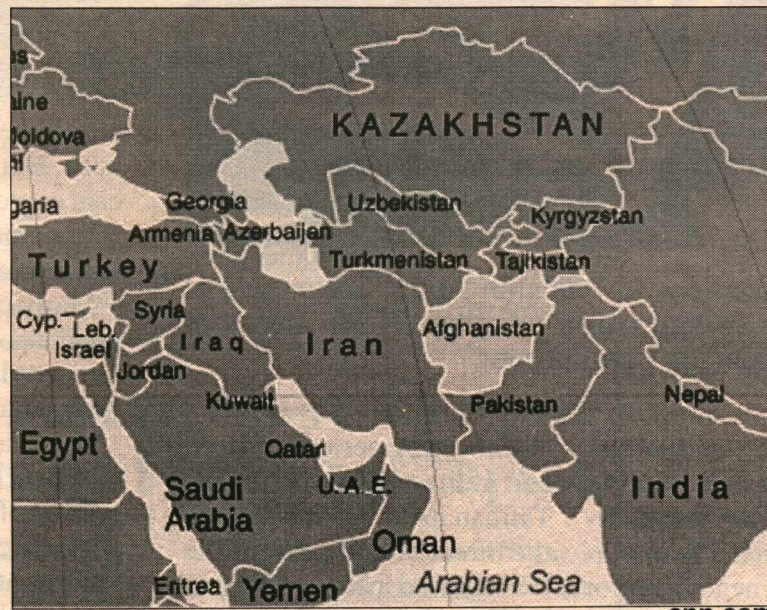 KAZAKHSTAN
Moldova
Georgia
Uzbekistan
Kyrgyzstan
Armenia
Azerbaijan
Turkey
Turkmenistan
Tajikistan
Cyp.
Syria
Leb.
Israel
Iraq
Iran
Afghanistan
Jordan
Kuwait
Pakistan
Nepal
Egypt
Qatar
U.A.E.
India
Saudi
Arabia
Oman
Eritrea
Yemen
Arabian Sea